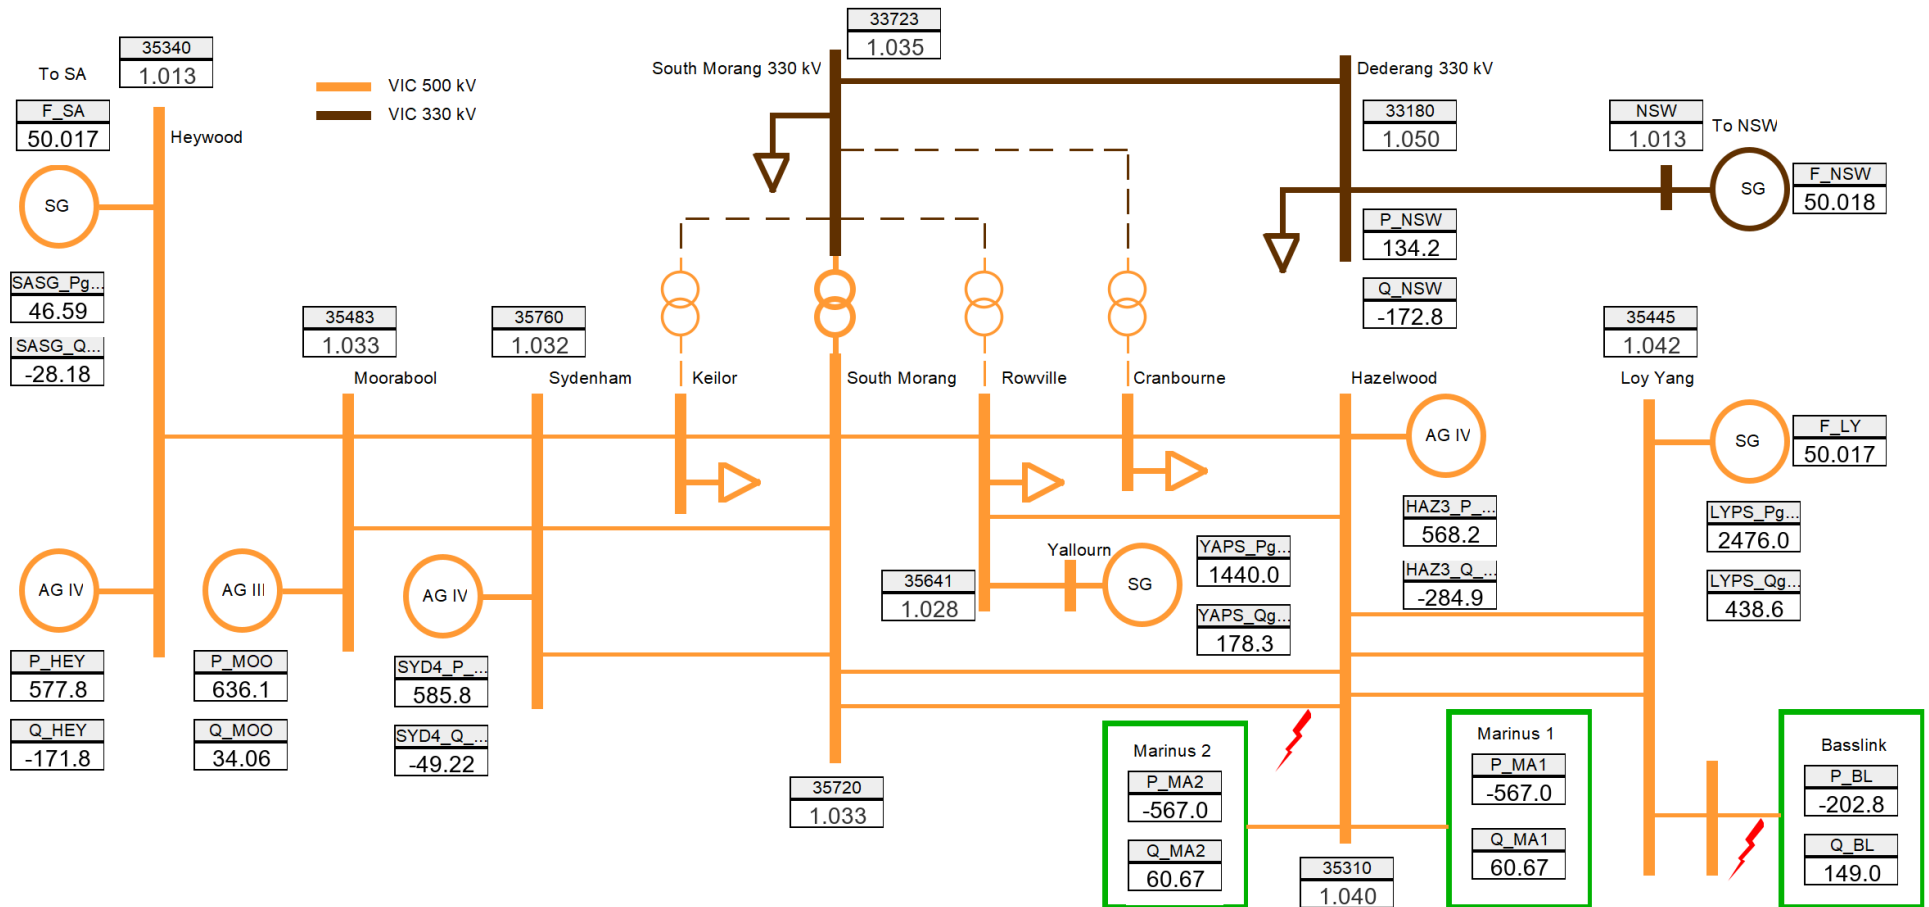 33723
1.035
35340
1.013
To SA
VIC 500 kV
VIC 330 kV
South Morang 330 kV
Dederang 330 kV
F_SA
50.017
Heywood
33180
1.050
NSW
1.013
To NSW
SG
F_NSW
50.018
SG
P_NSW
134.2
Q_NSW
-172.8
SASG_Pg...
46.59
SASG_Q...
-28.18
35483
1.033
35760
1.032
35445
1.042
Moorabool
Sydenham
Keilor
South Morang
Rowville
Cranbourne
Hazelwood
Loy Yang
AG IV
SG
F_LY
50.017
HAZ3_P_...
568.2
HAZ3_Q_...
-284.9
LYPS_Pg...
2476.0
LYPS_Qg...
438.6
Yallourn
SG
YAPS_Pg...
1440.0
YAPS_Qg...
178.3
35641
1.028
AG IV
AG III
AG IV
P_HEY
577.8
Q_HEY
-171.8
P_MOO
636.1
Q_MOO
34.06
SYD4_P_...
585.8
SYD4_Q_...
-49.22
35720
1.033
Marinus 2
P_MA2
-567.0
Q_MA2
60.67
Marinus 1
P_MA1
-567.0
Q_MA1
60.67
Basslink
P_BL
-202.8
Q_BL
149.0
35310
1.040